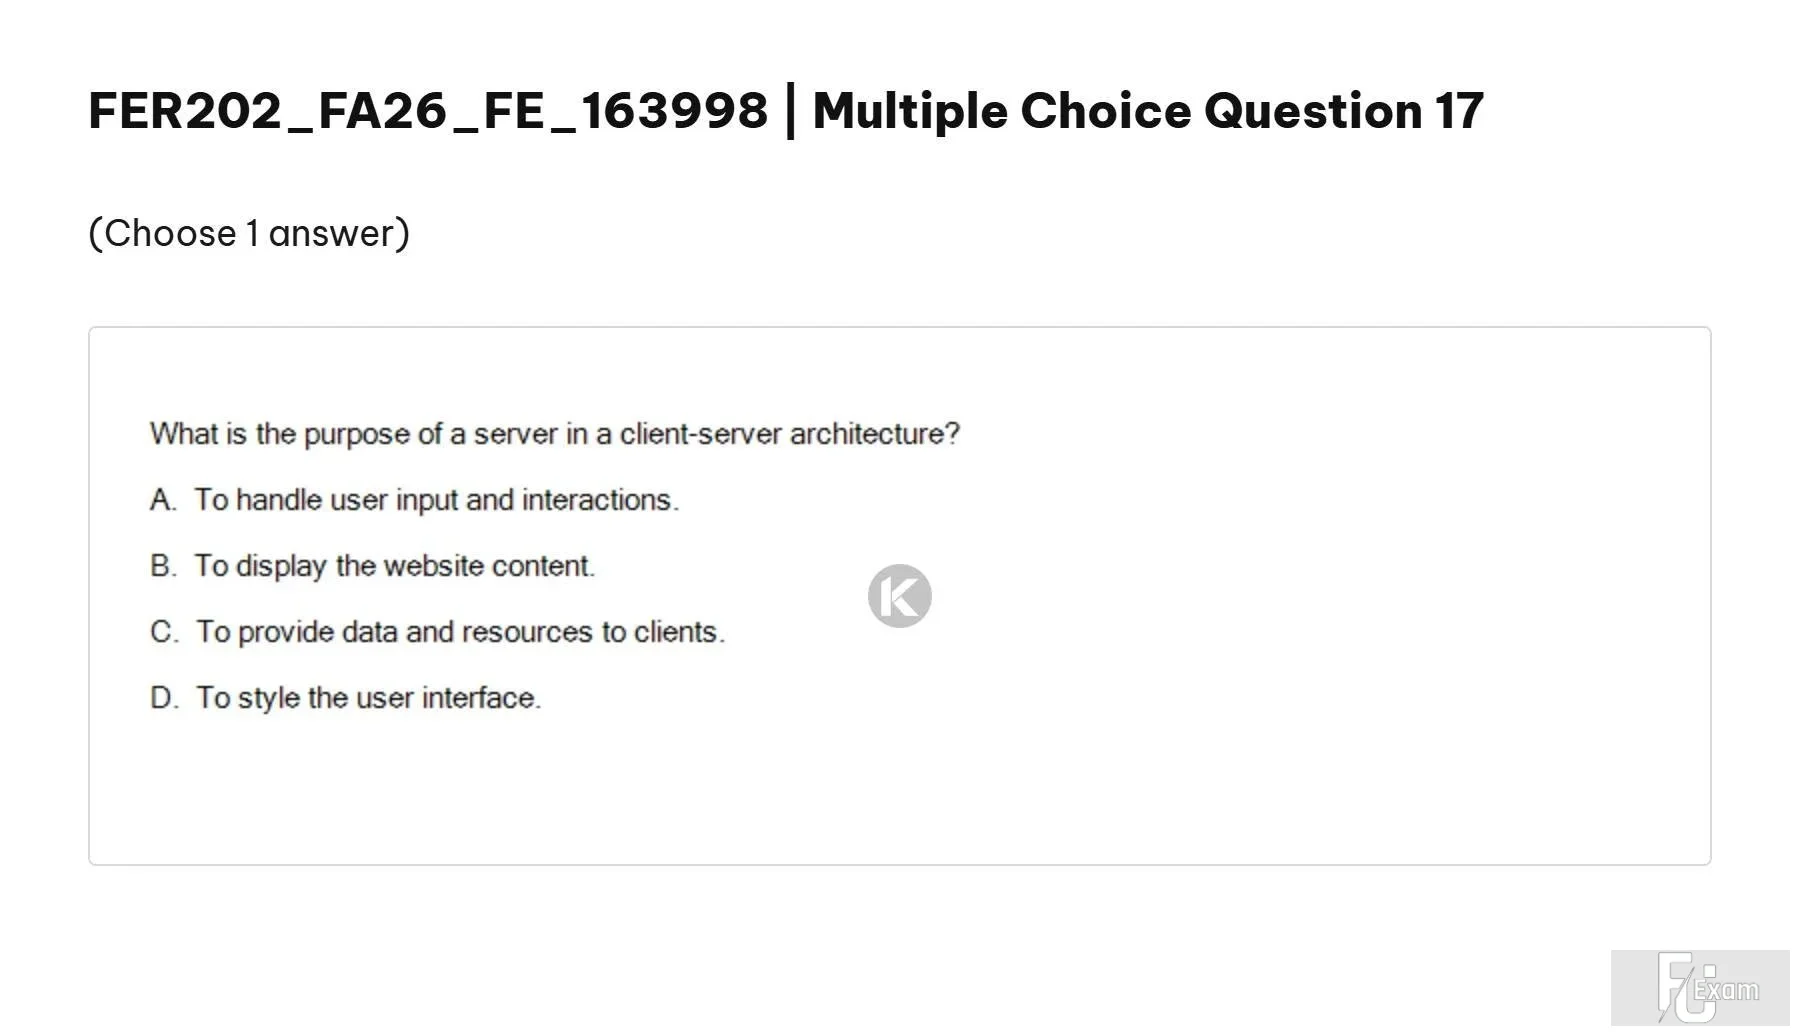 FER202_FA26_FE_163998 | Multiple Choice Question 17
(Choose 1 answer)
What is the purpose of a server in a client-server architecture?
A. To handle user input and interactions.
B. To display the website content.
C. To provide data and resources to clients.
D. To style the user interface.
K
FU Exam